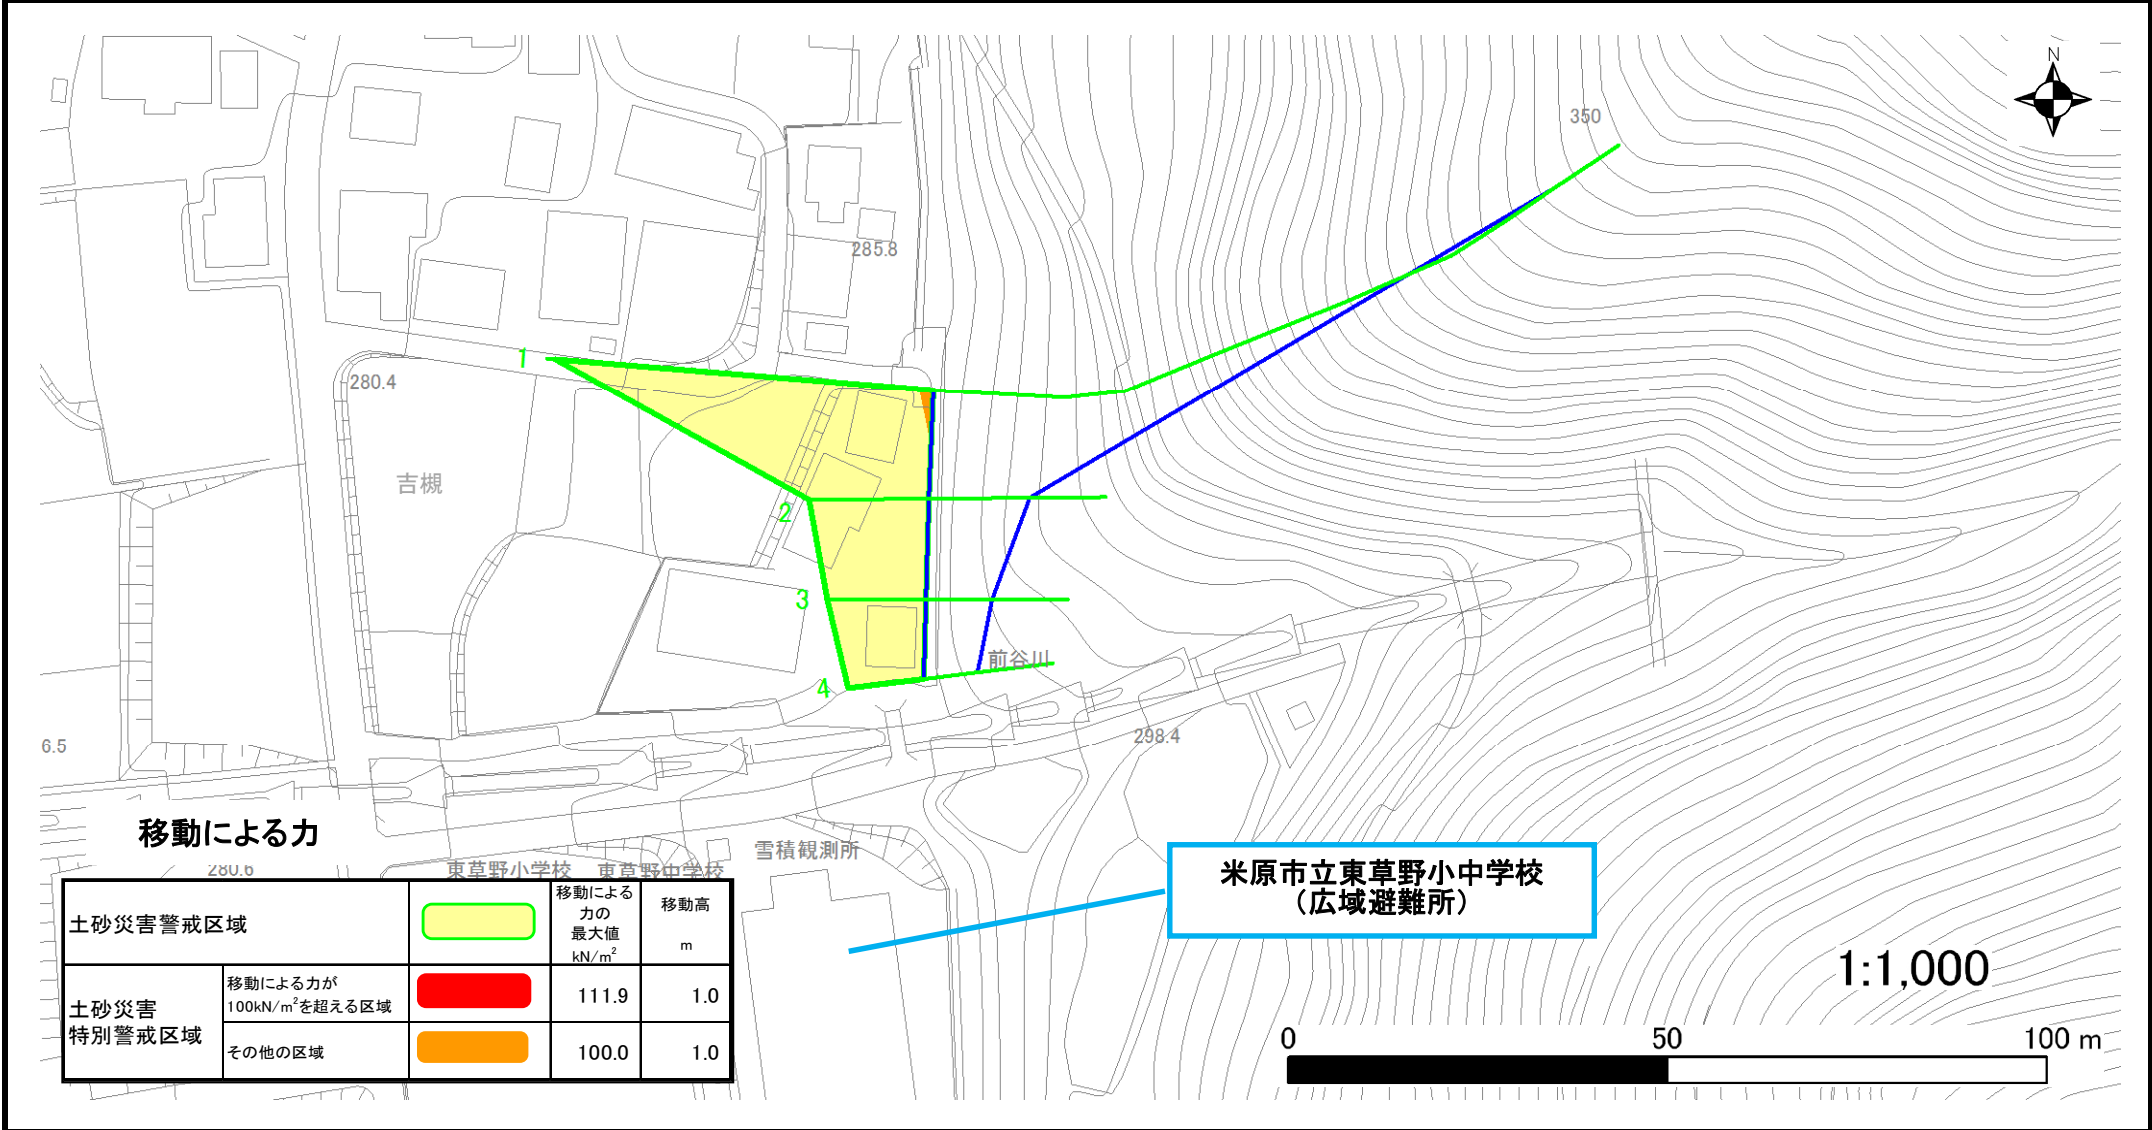 N
350
285.8
1
280.4
吉槻
2
3
前谷川
4
6.5
298.4
移動による力
雪積観測所
280.6
東草野小学校 東草野中学校
米原市立東草野小中学校
（広域避難所）
土砂災害警戒区域
移動による
力の
最大値
kN/m²
移動高
m
土砂災害
特別警戒区域
移動による力が
100kN/m²を超える区域
111.9
1.0
その他の区域
100.0
1.0
1:1,000
0 50 100 m